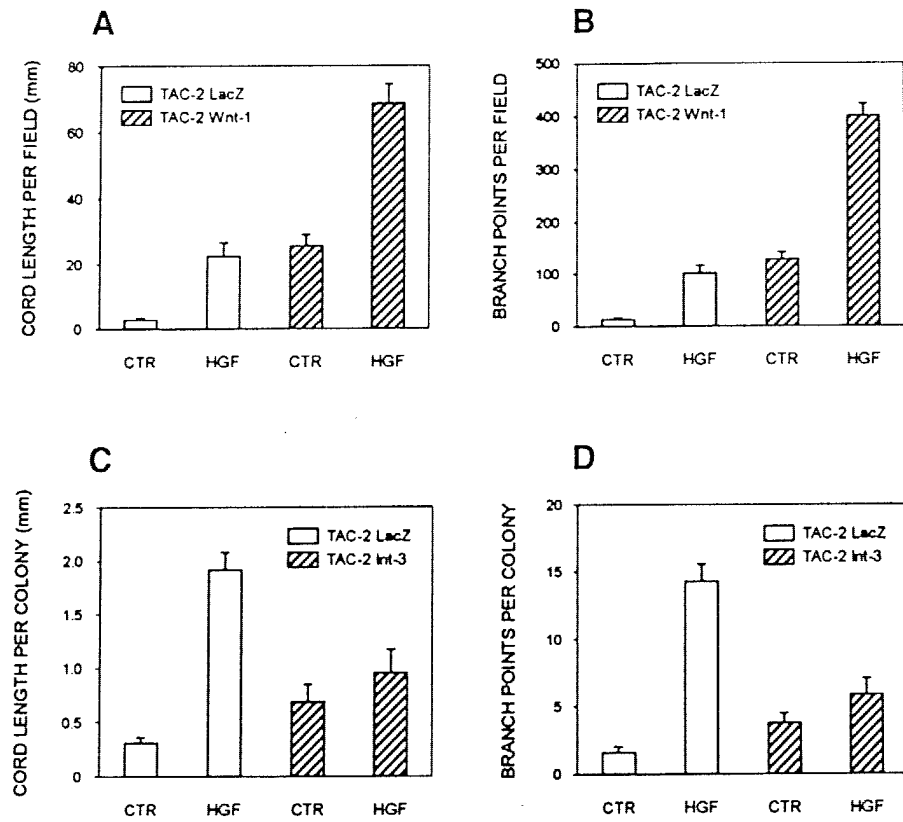 A
CORD LENGTH PER FIELD (mm)
80
60
40
20
0
TAC-2 LacZ
TAC-2 Wnt-1
CTR HGF CTR HGF
B
BRANCH POINTS PER FIELD
500
400
300
200
100
0
TAC-2 LacZ
TAC-2 Wnt-1
CTR HGF CTR HGF
C
CORD LENGTH PER COLONY (mm)
2.5
2.0
1.5
1.0
0.5
0
TAC-2 LacZ
TAC-2 Int-3
CTR HGF CTR HGF
D
BRANCH POINTS PER COLONY
20
15
10
5
0
TAC-2 LacZ
TAC-2 Int-3
CTR HGF CTR HGF